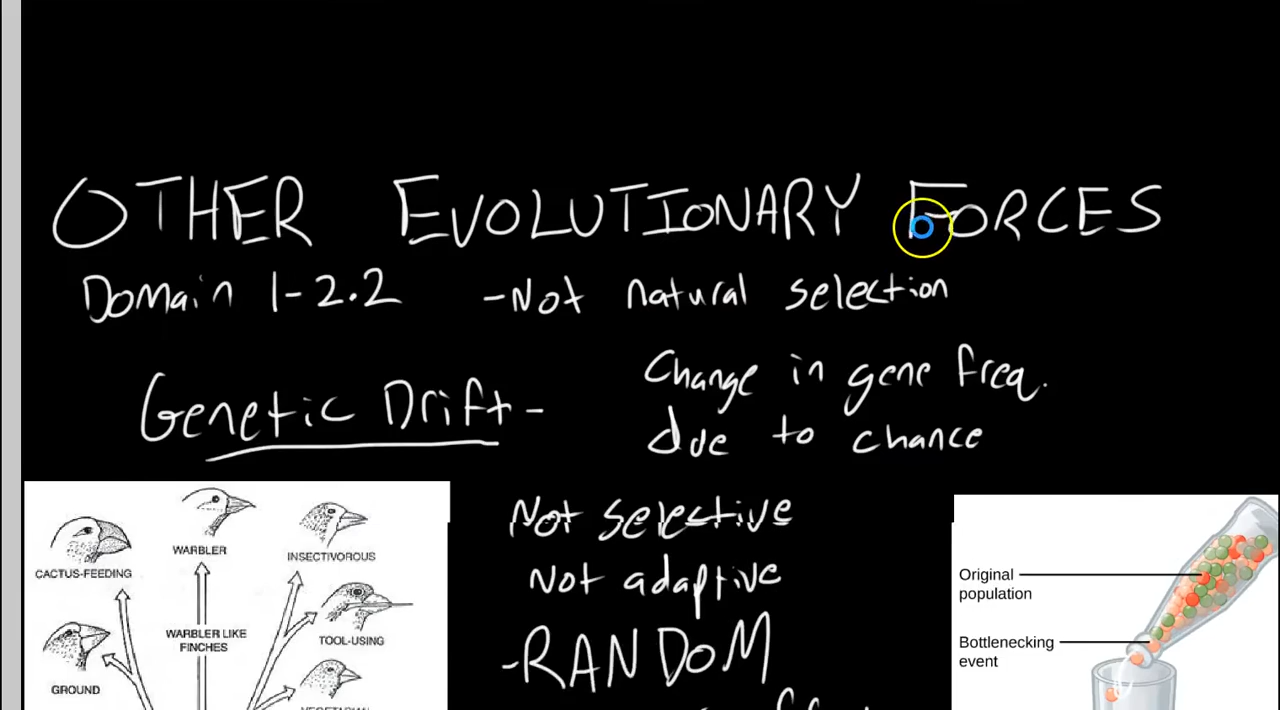 OTHER EVOLUTIONARY FORCES
Domain 1-2.2 -Not natural selection
Genetic Drift -
Change in gene freq.
due to chance
Not selective
Not adaptive
-RANDOM
CACTUS-FEEDING
WARBLER
INSECTIVOROUS
WARBLER LIKE
FINCHES
TOOL-USING
GROUND
Original
population
Bottlenecking
event